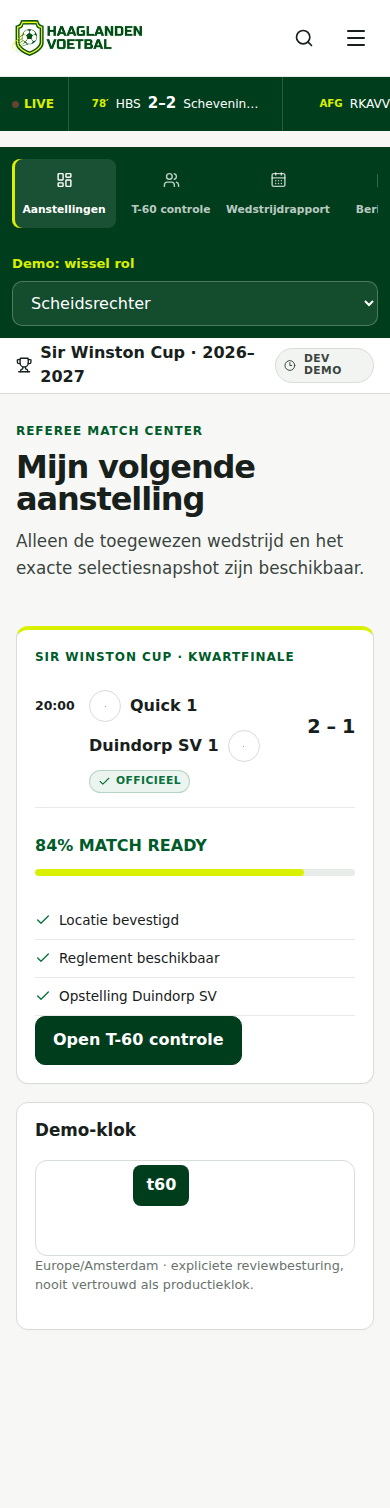 HAAGLANDEN
VOETBAL
LIVE
78' HBS 2–2 Schevenin…
AFG RKAVV
Aanstellingen
T-60 controle
Wedstrijdrapport
Demo: wissel rol
Scheidsrechter
Sir Winston Cup · 2026–
2027
DEV
DEMO
REFEREE MATCH CENTER
Mijn volgende
aanstelling
Alleen de toegewezen wedstrijd en het
exacte selectiesnapshot zijn beschikbaar.
SIR WINSTON CUP · KWARTFINALE
20:00
Quick 1
Duindorp SV 1
2 – 1
OFFICIEEL
84% MATCH READY
Locatie bevestigd
Reglement beschikbaar
Opstelling Duindorp SV
Open T-60 controle
Demo-klok
t60
Europe/Amsterdam · expliciete reviewbesturing,
nooit vertrouwd als productieklok.